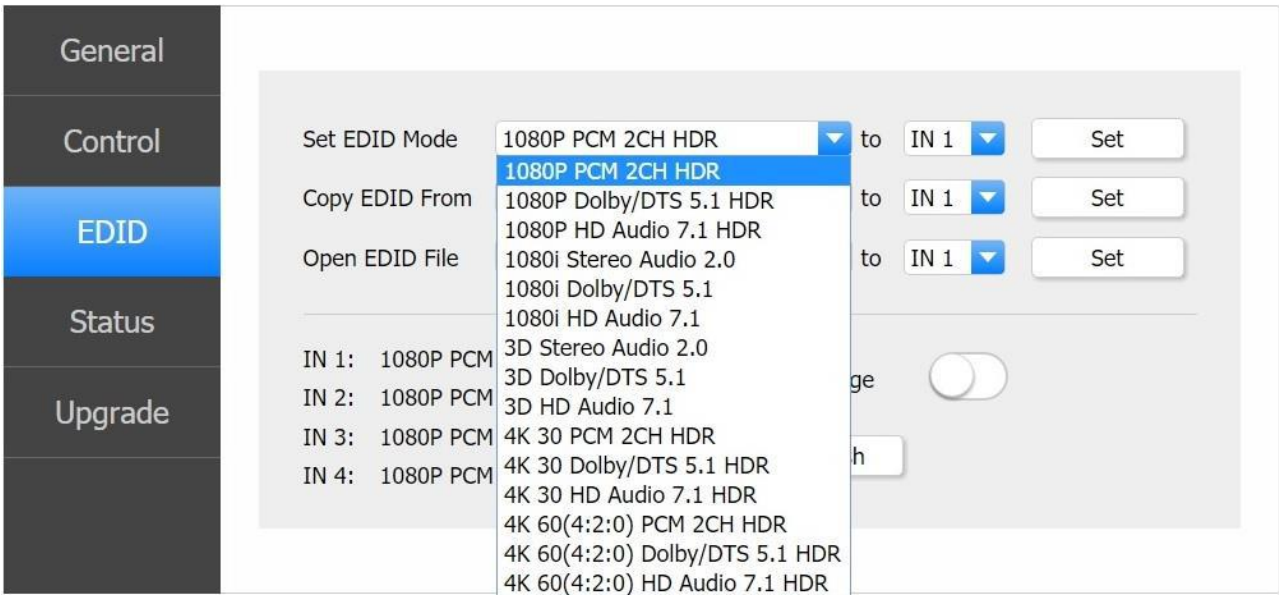 General
Control
EDID
Status
Upgrade
Set EDID Mode 1080P PCM 2CH HDR to IN 1 Set
Copy EDID From to IN 1 Set
Open EDID File to IN 1 Set
1080P PCM 2CH HDR
1080P Dolby/DTS 5.1 HDR
1080P HD Audio 7.1 HDR
1080i Stereo Audio 2.0
1080i Dolby/DTS 5.1
1080i HD Audio 7.1
3D Stereo Audio 2.0
3D Dolby/DTS 5.1
3D HD Audio 7.1
4K 30 PCM 2CH HDR
4K 30 Dolby/DTS 5.1 HDR
4K 30 HD Audio 7.1 HDR
4K 60(4:2:0) PCM 2CH HDR
4K 60(4:2:0) Dolby/DTS 5.1 HDR
4K 60(4:2:0) HD Audio 7.1 HDR
IN 1: 1080P PCM
IN 2: 1080P PCM
IN 3: 1080P PCM
IN 4: 1080P PCM